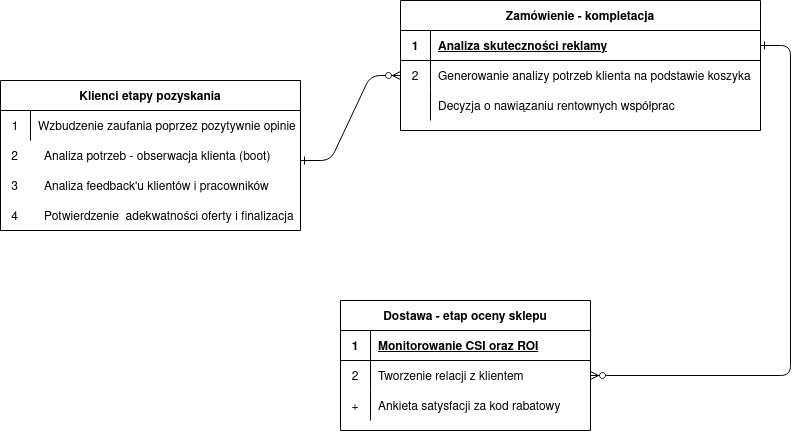 Zamówienie - kompletacja
1 Analiza skuteczności reklamy
2 Generowanie analizy potrzeb klienta na podstawie koszyka
Decyzja o nawiązaniu rentownych współprac
Klienci etapy pozyskania
1 Wzbudzenie zaufania poprzez pozytywnie opinie
2 Analiza potrzeb - obserwacja klienta (boot)
3 Analiza feedback'u klientów i pracowników
4 Potwierdzenie adekwatności oferty i finalizacja
Dostawa - etap oceny sklepu
1 Monitorowanie CSI oraz ROI
2 Tworzenie relacji z klientem
+ Ankieta satysfacji za kod rabatowy